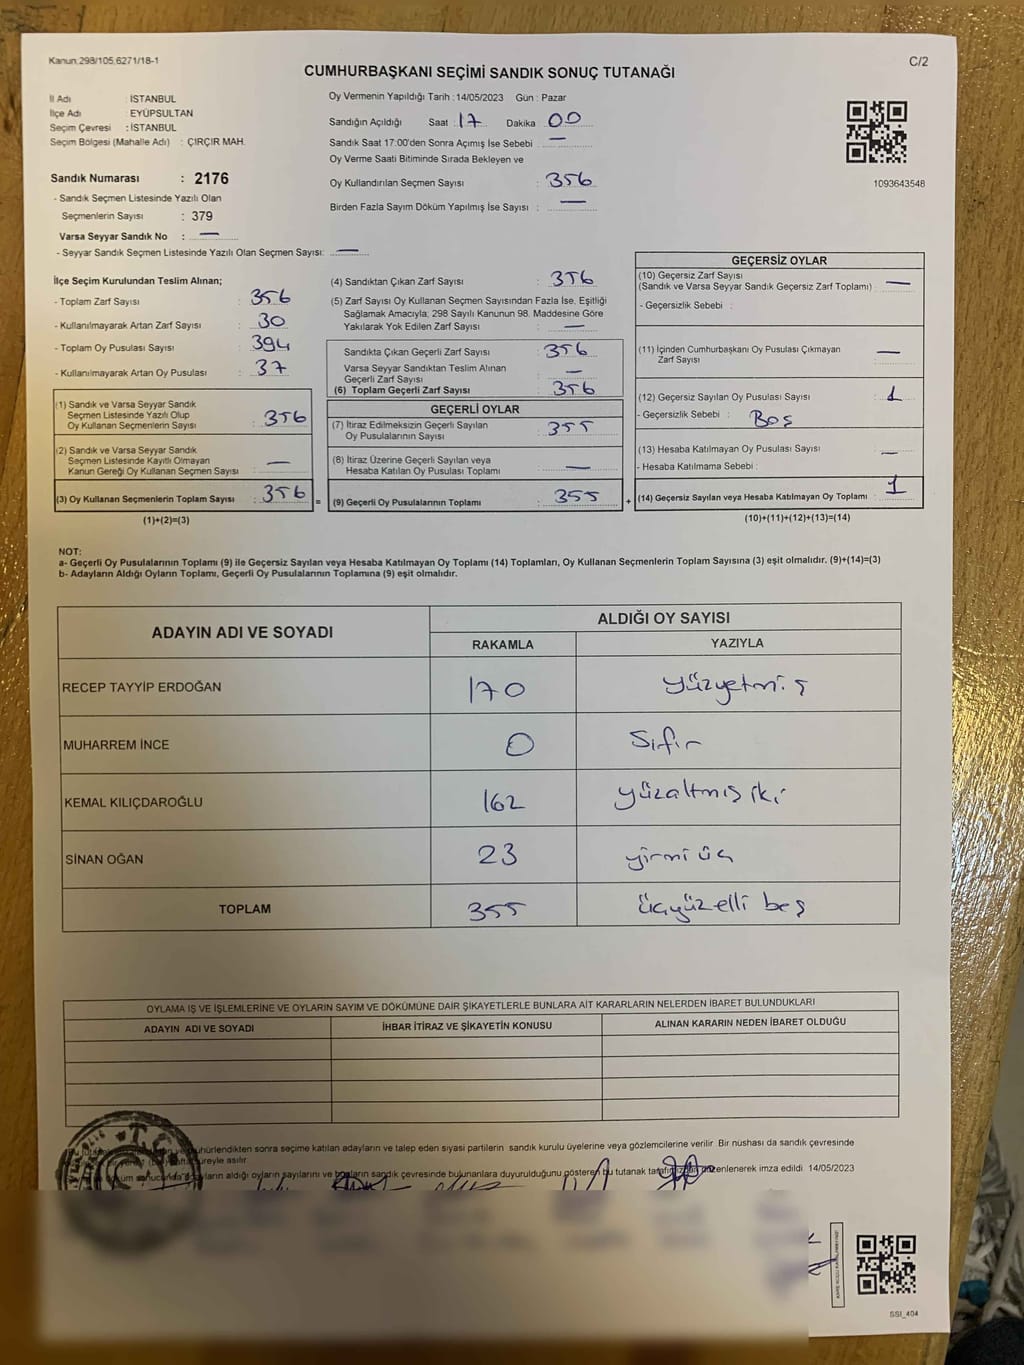 Kanun.298/105,6271/18-1
C/2
CUMHURBAŞKANI SEÇİMİ SANDIK SONUÇ TUTANAĞI
İl Adı : İSTANBUL
İlçe Adı : EYÜPSULTAN
Seçim Çevresi : İSTANBUL
Seçim Bölgesi (Mahalle Adı) : ÇIRÇIR MAH.
Sandık Numarası : 2176
- Sandık Seçmen Listesinde Yazılı Olan
Seçmenlerin Sayısı : 379
Varsa Seyyar Sandık No : —
- Seyyar Sandık Seçmen Listesinde Yazılı Olan Seçmen Sayısı: —
Oy Vermenin Yapıldığı Tarih : 14/05/2023 Gün : Pazar
Sandığın Açıldığı Saat : 17 Dakika 00
Sandık Saat 17:00'den Sonra Açımış İse Sebebi : —
Oy Verme Saati Bitiminde Sırada Bekleyen ve
Oy Kullandırılan Seçmen Sayısı : 356
Birden Fazla Sayım Döküm Yapılmış İse Sayısı : —
1093643548
İlçe Seçim Kurulundan Teslim Alınan;
- Toplam Zarf Sayısı : 356
- Kullanılmayarak Artan Zarf Sayısı : 30
- Toplam Oy Pusulası Sayısı : 394
- Kullanılmayarak Artan Oy Pusulası : 37
(1) Sandık ve Varsa Seyyar Sandık
Seçmen Listesinde Yazılı Olup
Oy Kullanan Seçmenlerin Sayısı : 356
(2) Sandık ve Varsa Seyyar Sandık
Seçmen Listesinde Kayıtlı Olmayan
Kanun Gereği Oy Kullanan Seçmen Sayısı : —
(3) Oy Kullanan Seçmenlerin Toplam Sayısı : 356 =
(1)+(2)=(3)
(4) Sandıktan Çıkan Zarf Sayısı : 356
(5) Zarf Sayısı Oy Kullanan Seçmen Sayısından Fazla İse, Eşitliği
Sağlamak Amacıyla; 298 Sayılı Kanunun 98. Maddesine Göre
Yakılarak Yok Edilen Zarf Sayısı : —
Sandıkta Çıkan Geçerli Zarf Sayısı : 356
Varsa Seyyar Sandıktan Teslim Alınan
Geçerli Zarf Sayısı : —
(6) Toplam Geçerli Zarf Sayısı : 356
GEÇERLİ OYLAR
(7) İtiraz Edilmeksizin Geçerli Sayılan
Oy Pusulalarının Sayısı : 355
(8) İtiraz Üzerine Geçerli Sayılan veya
Hesaba Katılan Oy Pusulası Toplamı : —
(9) Geçerli Oy Pusulalarının Toplamı : 355 +
GEÇERSİZ OYLAR
(10) Geçersiz Zarf Sayısı
(Sandık ve Varsa Seyyar Sandık Geçersiz Zarf Toplamı) : —
- Geçersizlik Sebebi :
(11) İçinden Cumhurbaşkanı Oy Pusulası Çıkmayan
Zarf Sayısı : —
(12) Geçersiz Sayılan Oy Pusulası Sayısı : 1
- Geçersizlik Sebebi : Boş
(13) Hesaba Katılmayan Oy Pusulası Sayısı : —
- Hesaba Katılmama Sebebi :
(14) Geçersiz Sayılan veya Hesaba Katılmayan Oy Toplamı : 1
(10)+(11)+(12)+(13)=(14)
NOT:
a- Geçerli Oy Pusulalarının Toplamı (9) ile Geçersiz Sayılan veya Hesaba Katılmayan Oy Toplamı (14) Toplamları, Oy Kullanan Seçmenlerin Toplam Sayısına (3) eşit olmalıdır. (9)+(14)=(3)
b- Adayların Aldığı Oyların Toplamı, Geçerli Oy Pusulalarının Toplamına (9) eşit olmalıdır.
ADAYIN ADI VE SOYADI
ALDIĞI OY SAYISI
RAKAMLA YAZIYLA
RECEP TAYYİP ERDOĞAN 170 yüzyetmiş
MUHARREM İNCE 0 Sıfır
KEMAL KILIÇDAROĞLU 162 yüzaltmış iki
SİNAN OĞAN 23 yirmi üç
TOPLAM 355 üçyüzelli beş
OYLAMA İŞ VE İŞLEMLERİNE VE OYLARIN SAYIM VE DÖKÜMÜNE DAİR ŞİKAYETLERLE BUNLARA AİT KARARLARIN NELERDEN İBARET BULUNDUKLARI
ADAYIN ADI VE SOYADI İHBAR İTİRAZ VE ŞİKAYETİN KONUSU ALINAN KARARIN NEDEN İBARET OLDUĞU
mühürlendikten sonra seçime katılan adayların ve talep eden siyasi partilerin sandık kurulu üyelerine veya gözlemcilerine verilir. Bir nüshası da sandık çevresinde
süreyle asılır.
adayların aldığı oyların sayılarını ve bunların sandık çevresinde bulunanlara duyurulduğunu gösteren bu tutanak tarafımızdan düzenlenerek imza edildi. 14/05/2023
SSI_404